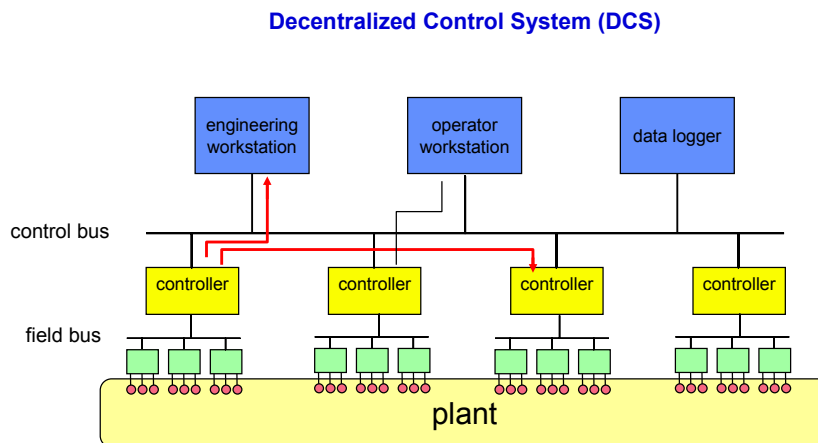 Decentralized Control System (DCS)
engineering
workstation
operator
workstation
data logger
control bus
controller
controller
controller
controller
field bus
plant